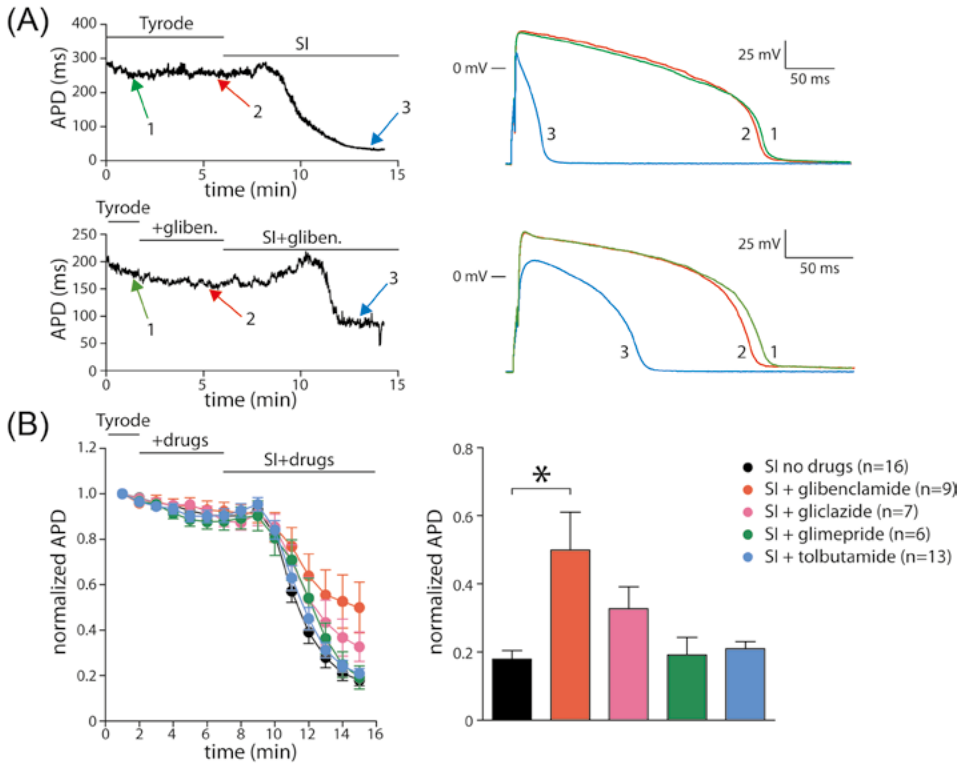 (A)
Tyrode
SI
APD (ms)
400
300
200
100
0
1
2
3
0
5
10
15
time (min)
0 mV
25 mV
50 ms
3
2
1
Tyrode
+gliben.
SI+gliben.
APD (ms)
250
200
150
100
50
0
1
2
3
0
5
10
15
time (min)
0 mV
25 mV
50 ms
3
2
1
(B)
Tyrode
+drugs
SI+drugs
normalized APD
1.2
1.0
0.8
0.6
0.4
0.2
0
0 2 4 6 8 10 12 14 16
time (min)
normalized APD
0.8
0.6
0.4
0.2
0
*
SI no drugs (n=16)
SI + glibenclamide (n=9)
SI + gliclazide (n=7)
SI + glimepride (n=6)
SI + tolbutamide (n=13)